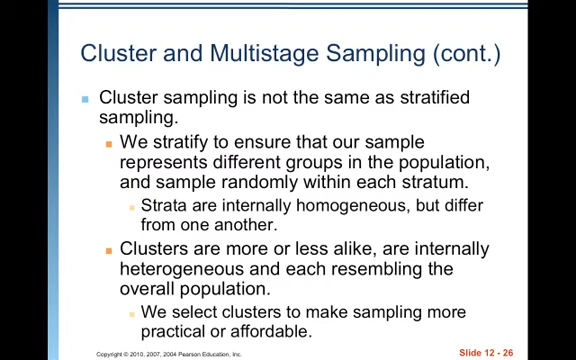 Cluster and Multistage Sampling (cont.)
Cluster sampling is not the same as stratified
sampling.
We stratify to ensure that our sample
represents different groups in the population,
and sample randomly within each stratum.
Strata are internally homogeneous, but differ
from one another.
Clusters are more or less alike, are internally
heterogeneous and each resembling the
overall population.
We select clusters to make sampling more
practical or affordable.
Copyright © 2010, 2007, 2004 Pearson Education, Inc.
Slide 12 - 26